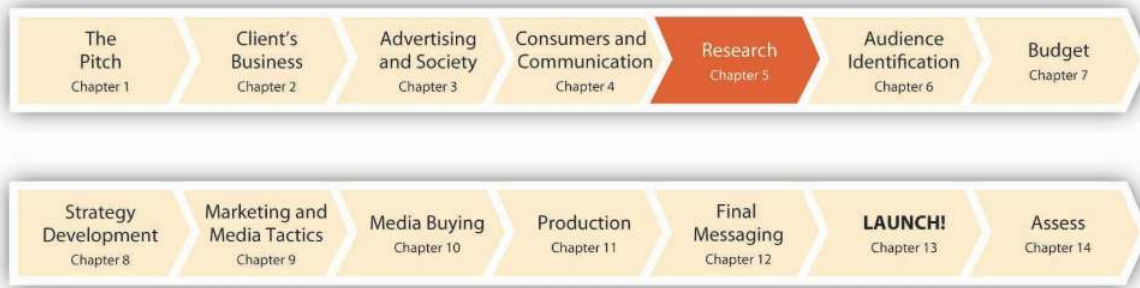 The
Pitch
Chapter 1
Client's
Business
Chapter 2
Advertising
and Society
Chapter 3
Consumers and
Communication
Chapter 4
Research
Chapter 5
Audience
Identification
Chapter 6
Budget
Chapter 7
Strategy
Development
Chapter 8
Marketing and
Media Tactics
Chapter 9
Media Buying
Chapter 10
Production
Chapter 11
Final
Messaging
Chapter 12
LAUNCH!
Chapter 13
Assess
Chapter 14